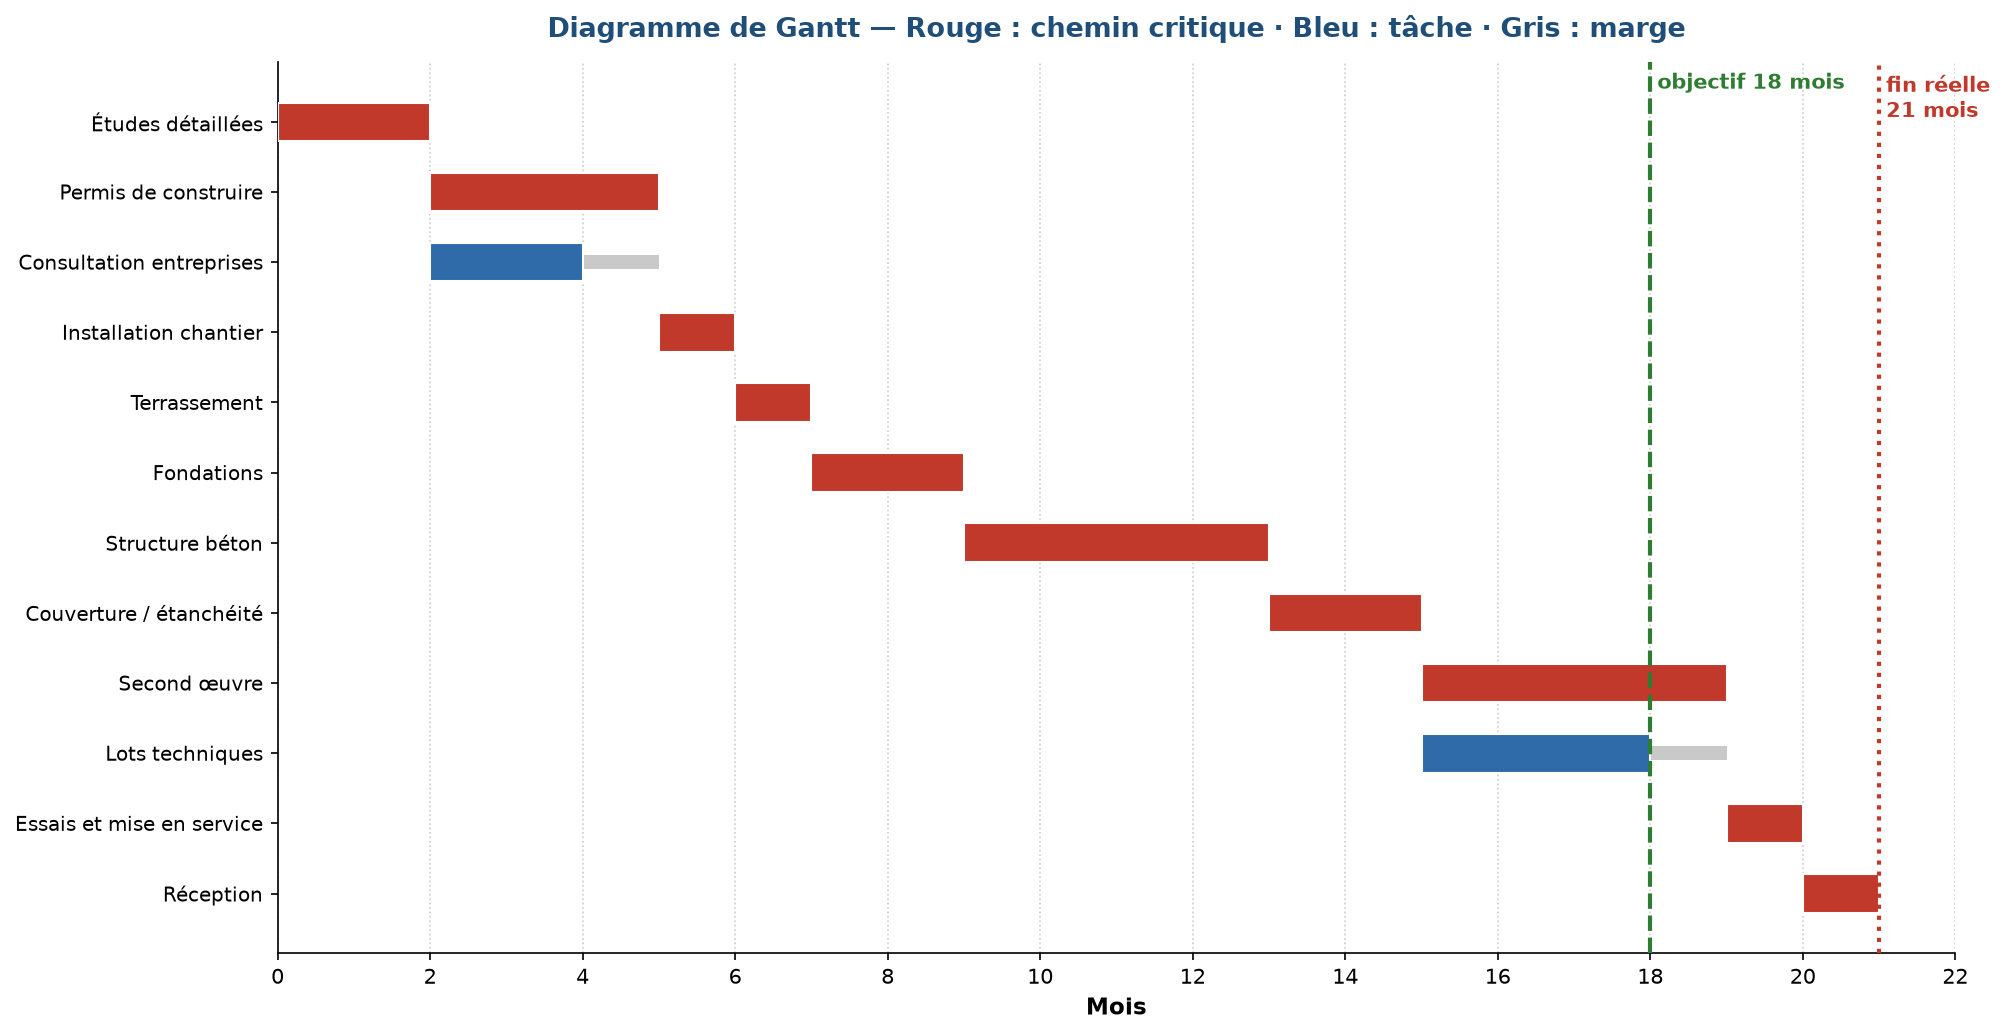 Diagramme de Gantt — Rouge : chemin critique · Bleu : tâche · Gris : marge
objectif 18 mois
fin réelle
21 mois
Études détaillées
Permis de construire
Consultation entreprises
Installation chantier
Terrassement
Fondations
Structure béton
Couverture / étanchéité
Second œuvre
Lots techniques
Essais et mise en service
Réception
0 2 4 6 8 10 12 14 16 18 20 22
Mois